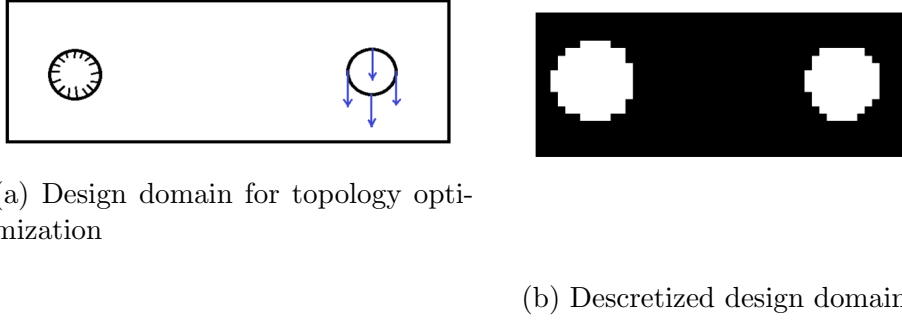 (a) Design domain for topology opti-
mization
(b) Descretized design domain